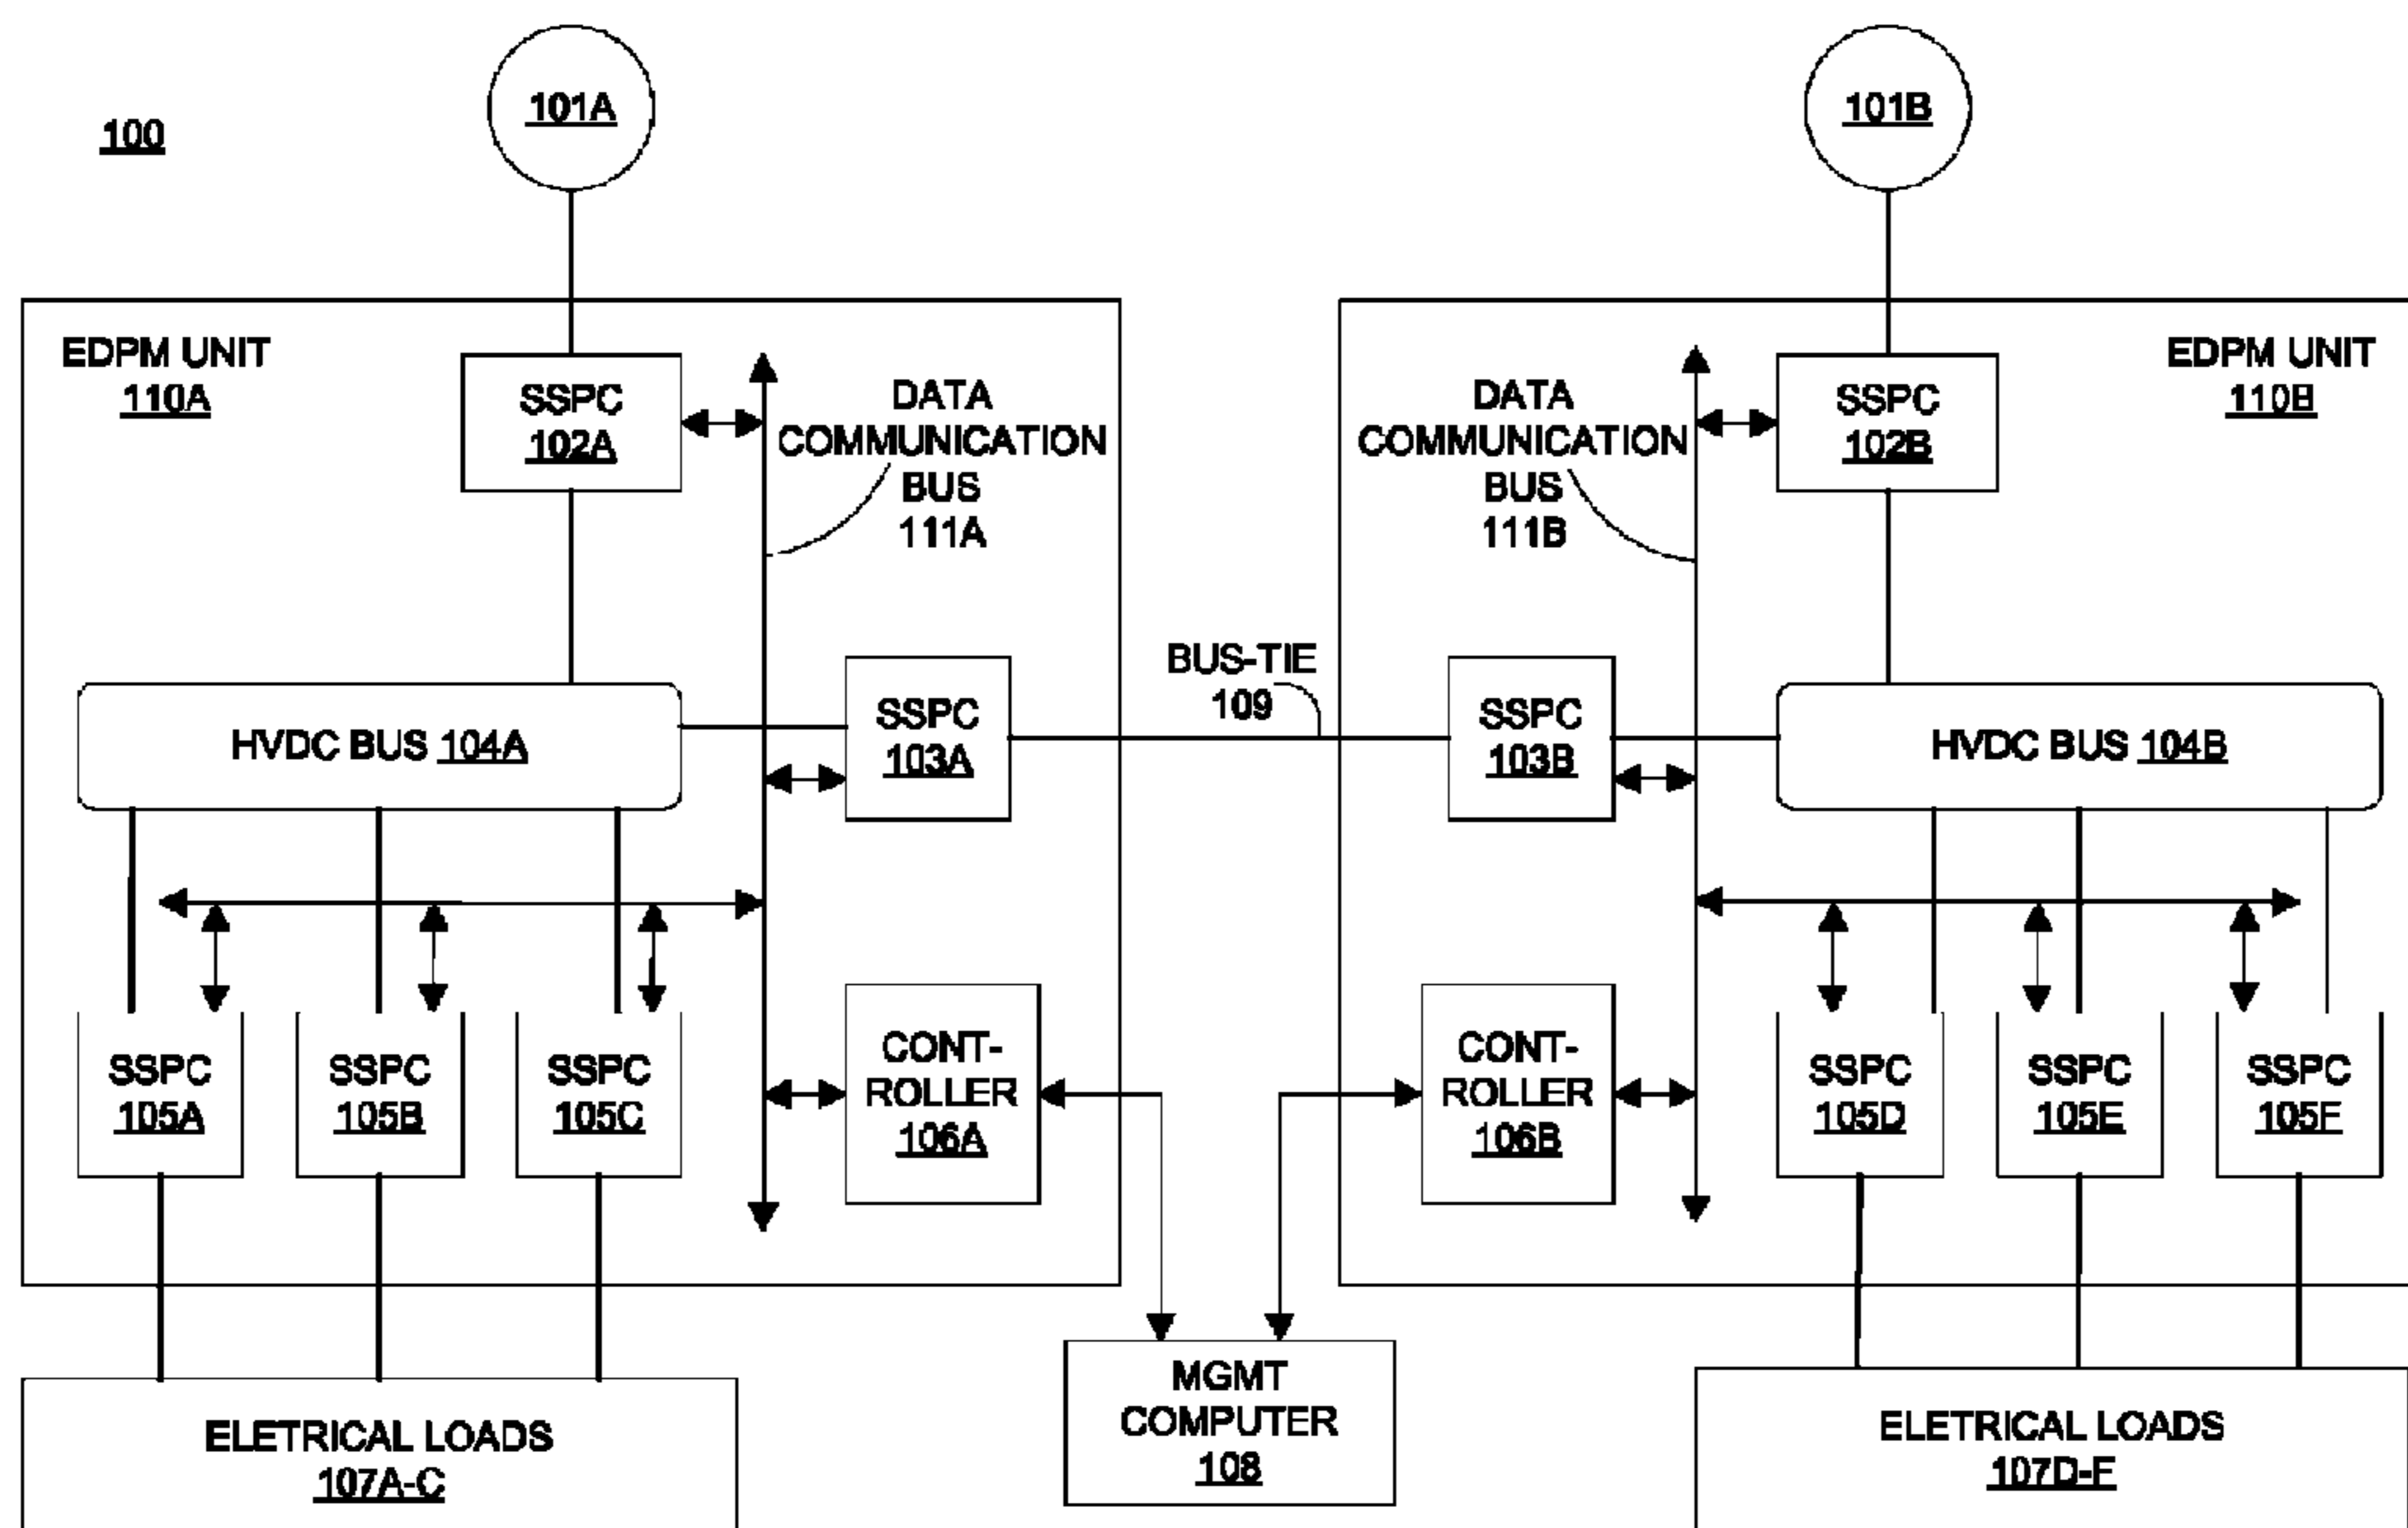 100
101A
101B
EDPM UNIT
110A
SSPC
102A
DATA
COMMUNICATION
BUS
111A
DATA
COMMUNICATION
BUS
111B
SSPC
102B
EDPM UNIT
110B
HVDC BUS 104A
SSPC
103A
BUS-TIE
109
SSPC
103B
HVDC BUS 104B
SSPC
105A
SSPC
105B
SSPC
105C
CONT-
ROLLER
106A
CONT-
ROLLER
106B
SSPC
105D
SSPC
105E
SSPC
105F
ELETRICAL LOADS
107A-C
MGMT
COMPUTER
108
ELETRICAL LOADS
107D-F